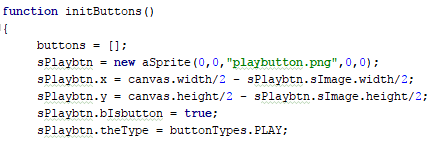 function initButtons()
{
buttons = [];
sPlaybtn = new aSprite(0,0,"playbutton.png",0,0);
sPlaybtn.x = canvas.width/2 - sPlaybtn.sImage.width/2;
sPlaybtn.y = canvas.height/2 - sPlaybtn.sImage.height/2;
sPlaybtn.bIsbutton = true;
sPlaybtn.theType = buttonTypes.PLAY;